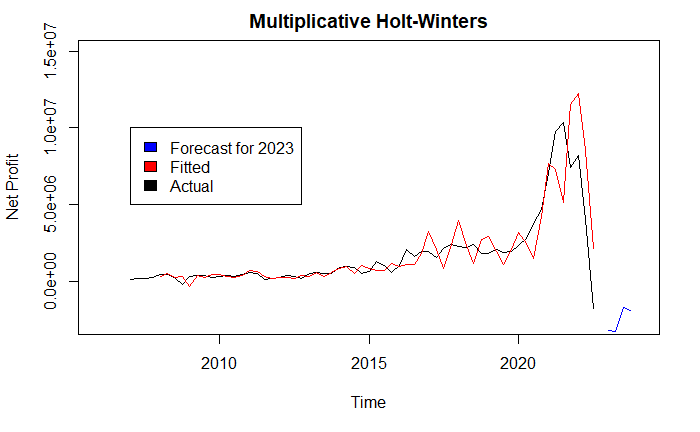 Multiplicative Holt-Winters
1.5e+07
1.0e+07
5.0e+06
0.0e+00
Net Profit
Forecast for 2023
Fitted
Actual
2010
2015
2020
Time